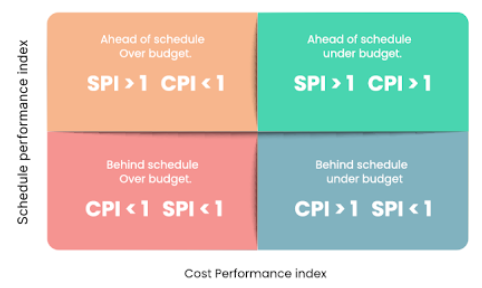 Schedule performance index
Ahead of schedule
Over budget.
SPI > 1 CPI < 1
Ahead of schedule
under budget.
SPI > 1 CPI > 1
Behind schedule
Over budget.
CPI < 1 SPI < 1
Behind schedule
under budget
CPI > 1 SPI < 1
Cost Performance index